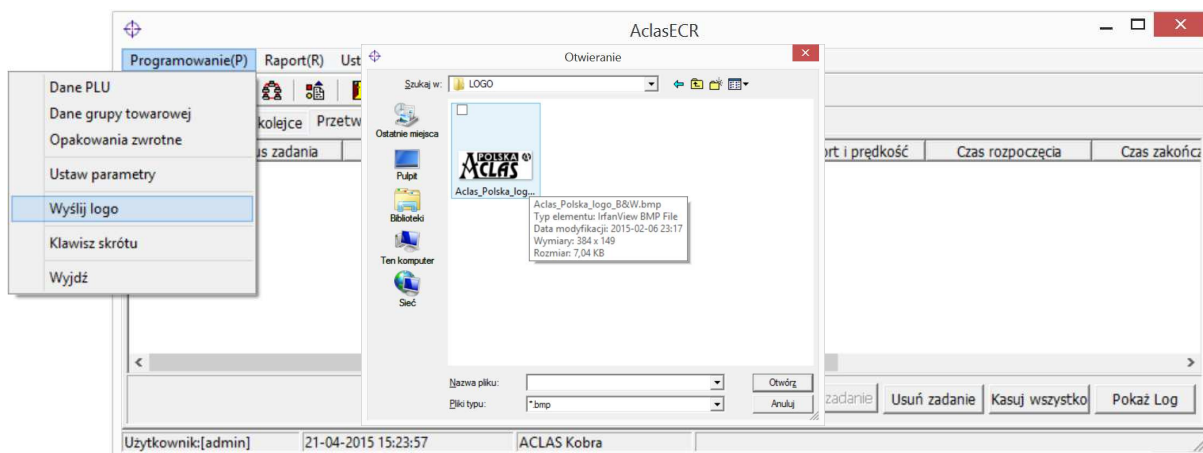 AclasECR
Programowanie(P) Raport(R) Ust
Dane PLU
Dane grupy towarowej
Opakowania zwrotne
Ustaw parametry
Wyślij logo
Klawisz skrótu
Wyjdź
kolejce Przetw
us zadania
ort i prędkość Czas rozpoczęcia Czas zakończ
Otwieranie
Szukaj w: LOGO
Ostatnie miejsca
Pulpit
Biblioteki
Ten komputer
Sieć
POLSKA
ACLAS
Aclas_Polska_log...
Aclas_Polska_logo_B&W.bmp
Typ elementu: IrfanView BMP File
Data modyfikacji: 2015-02-06 23:17
Wymiary: 384 x 149
Rozmiar: 7,04 KB
Nazwa pliku: Otwórz
Pliki typu: *.bmp Anuluj
zadanie Usuń zadanie Kasuj wszystko Pokaż Log
Użytkownik:[admin] 21-04-2015 15:23:57 ACLAS Kobra